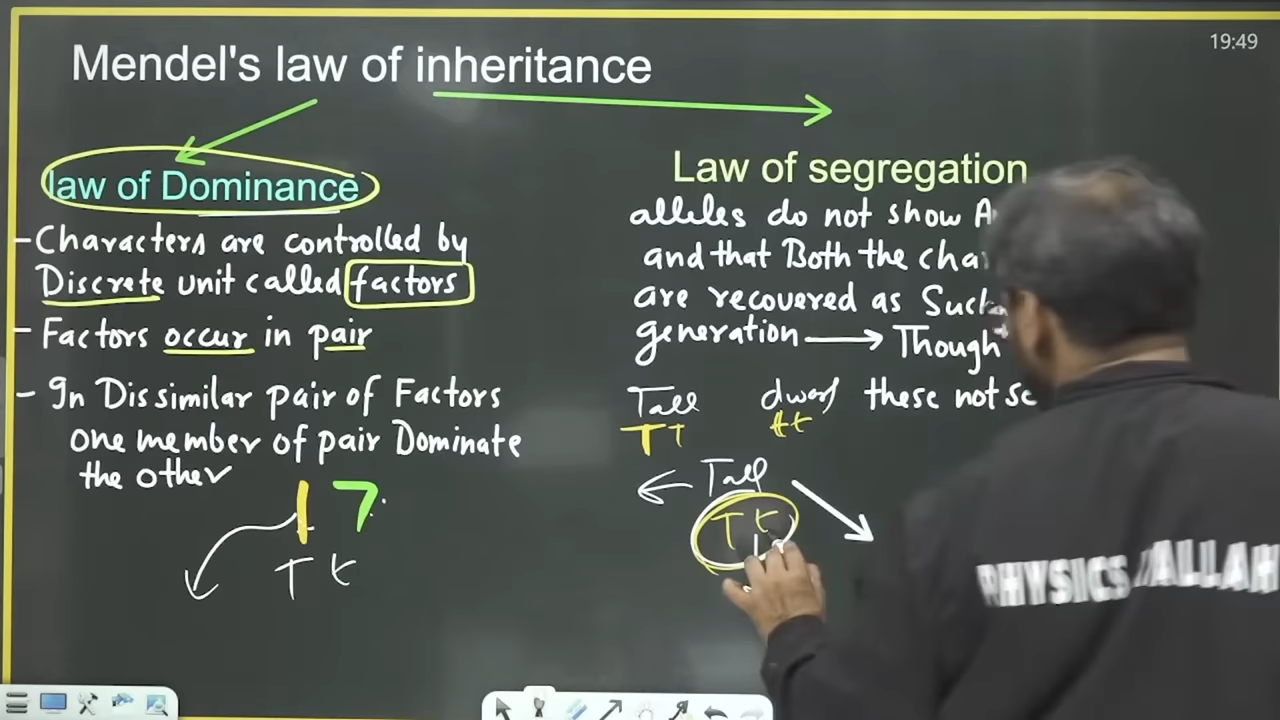 19:49
Mendel's law of inheritance
law of Dominance
- Characters are controlled by
Discrete unit called factors
- Factors occur in pair
- In Dissimilar pair of Factors
one member of pair Dominate
the other
T t
Law of segregation
alleles do not show
and that Both the
are recovered as
generation → Though
Tall dwarf these not
TT tt
Tall
T t
PHYSICS WALLAH